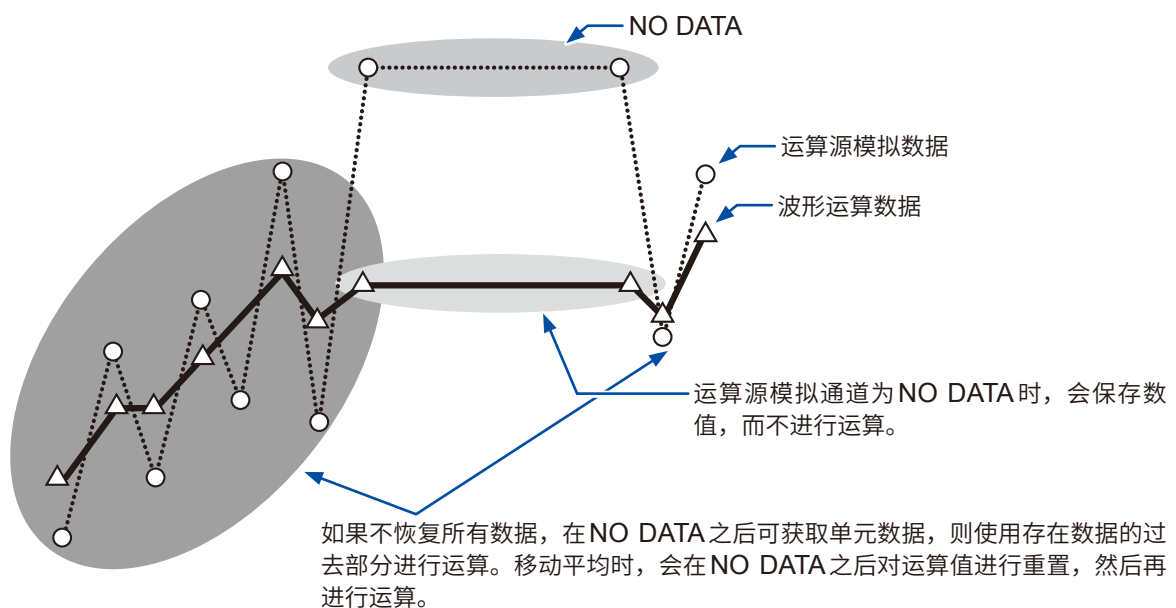 NO DATA
运算源模拟数据
波形运算数据
运算源模拟通道为NO DATA时，会保存数
值，而不进行运算。
如果不恢复所有数据，在NO DATA之后可获取单元数据，则使用存在数据的过
去部分进行运算。移动平均时，会在NO DATA之后对运算值进行重置，然后再
进行运算。